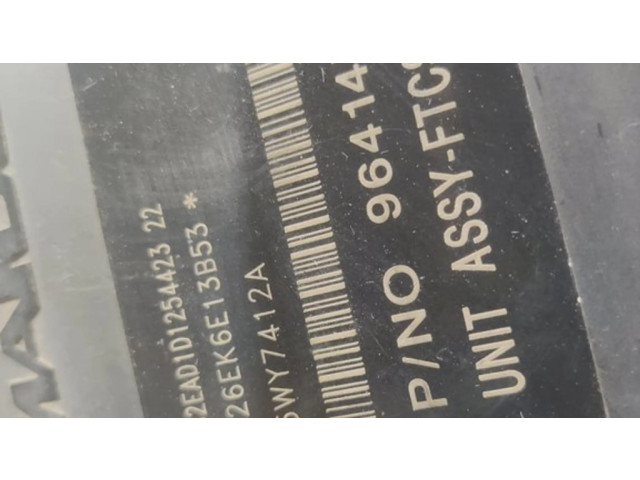 2EAD1D1254423 22
26EK6E13B53 *
5WY7412A
P/NO 96414
UNIT ASSY-FTC